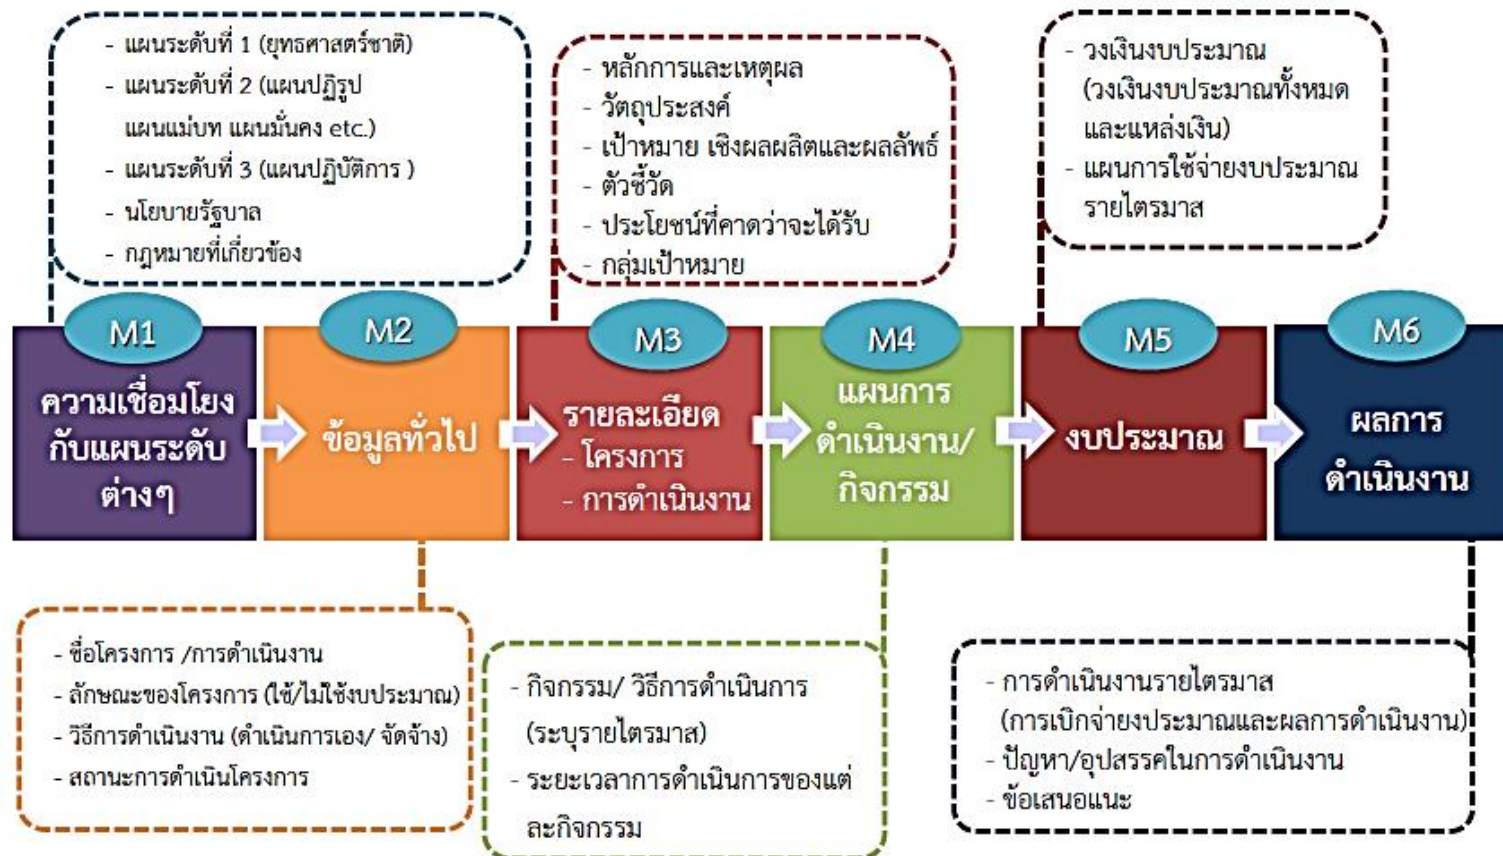 - แผนระดับที่ 1 (ยุทธศาสตร์ชาติ)
- แผนระดับที่ 2 (แผนปฏิรูป
แผนแม่บท แผนมั่นคง etc.)
- แผนระดับที่ 3 (แผนปฏิบัติการ )
- นโยบายรัฐบาล
- กฎหมายที่เกี่ยวข้อง
- หลักการและเหตุผล
- วัตถุประสงค์
- เป้าหมาย เชิงผลผลิตและผลลัพธ์
- ตัวชี้วัด
- ประโยชน์ที่คาดว่าจะได้รับ
- กลุ่มเป้าหมาย
- วงเงินงบประมาณ
(วงเงินงบประมาณทั้งหมด
และแหล่งเงิน)
- แผนการใช้จ่ายงบประมาณ
รายไตรมาส
M1
ความเชื่อมโยง
กับแผนระดับ
ต่างๆ
M2
ข้อมูลทั่วไป
M3
รายละเอียด
- โครงการ
- การดำเนินงาน
M4
แผนการ
ดำเนินงาน/
กิจกรรม
M5
งบประมาณ
M6
ผลการ
ดำเนินงาน
- ชื่อโครงการ /การดำเนินงาน
- ลักษณะของโครงการ (ใช้/ไม่ใช้งบประมาณ)
- วิธีการดำเนินงาน (ดำเนินการเอง/ จัดจ้าง)
- สถานะการดำเนินโครงการ
- กิจกรรม/ วิธีการดำเนินการ
(ระบุรายไตรมาส)
- ระยะเวลาการดำเนินการของแต่
ละกิจกรรม
- การดำเนินงานรายไตรมาส
(การเบิกจ่ายงประมาณและผลการดำเนินงาน)
- ปัญหา/อุปสรรคในการดำเนินงาน
- ข้อเสนอแนะ